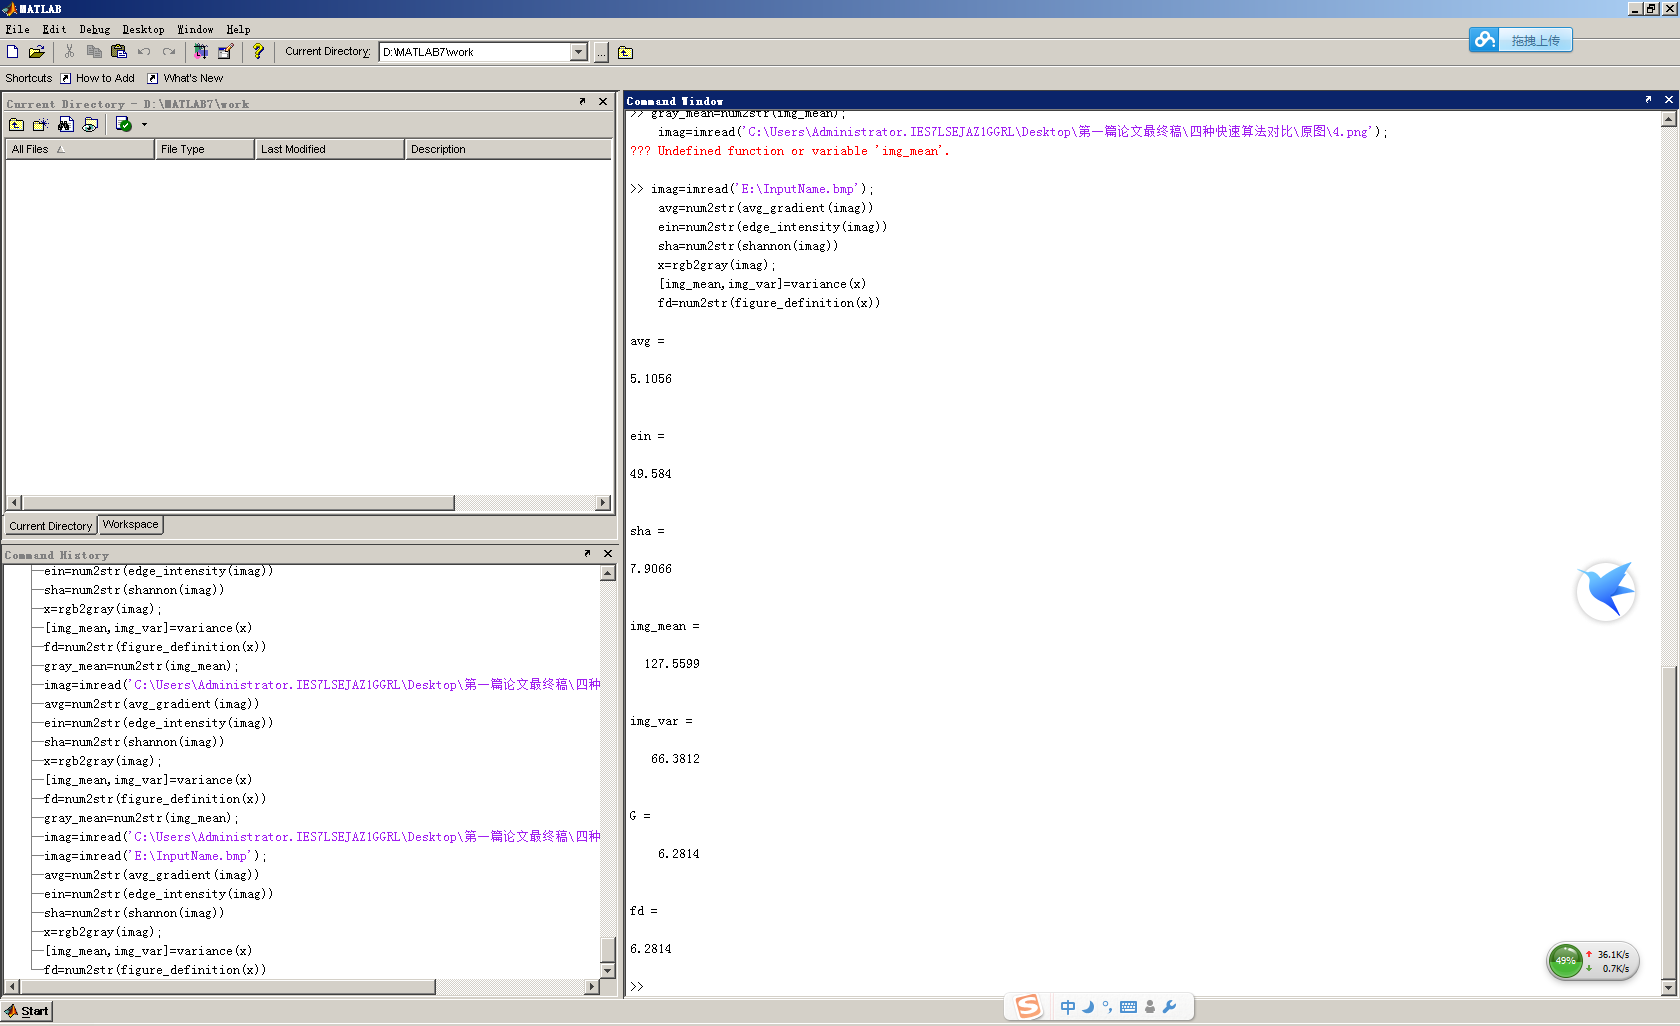 MATLAB
File Edit Debug Desktop Window Help
Current Directory: D:\MATLAB7\work ...
拖拽上传
Shortcuts How to Add What's New
Current Directory - D:\MATLAB7\work
All Files File Type Last Modified Description
Current Directory Workspace
Command History
ein=num2str(edge_intensity(imag))
sha=num2str(shannon(imag))
x=rgb2gray(imag);
[img_mean,img_var]=variance(x)
fd=num2str(figure_definition(x))
gray_mean=num2str(img_mean);
imag=imread('C:\Users\Administrator.IES7LSEJAZ1GGRL\Desktop\第一篇论文最终稿\四种
avg=num2str(avg_gradient(imag))
ein=num2str(edge_intensity(imag))
sha=num2str(shannon(imag))
x=rgb2gray(imag);
[img_mean,img_var]=variance(x)
fd=num2str(figure_definition(x))
gray_mean=num2str(img_mean);
imag=imread('C:\Users\Administrator.IES7LSEJAZ1GGRL\Desktop\第一篇论文最终稿\四种
imag=imread('E:\InputName.bmp');
avg=num2str(avg_gradient(imag))
ein=num2str(edge_intensity(imag))
sha=num2str(shannon(imag))
x=rgb2gray(imag);
[img_mean,img_var]=variance(x)
fd=num2str(figure_definition(x))
Command Window
>> gray_mean=num2str(img_mean);
imag=imread('C:\Users\Administrator.IES7LSEJAZ1GGRL\Desktop\第一篇论文最终稿\四种快速算法对比\原图\4.png');
??? Undefined function or variable 'img_mean'.
>> imag=imread('E:\InputName.bmp');
avg=num2str(avg_gradient(imag))
ein=num2str(edge_intensity(imag))
sha=num2str(shannon(imag))
x=rgb2gray(imag);
[img_mean,img_var]=variance(x)
fd=num2str(figure_definition(x))
avg =
5.1056
ein =
49.584
sha =
7.9066
img_mean =
127.5599
img_var =
66.3812
G =
6.2814
fd =
6.2814
>>
49% 36.1K/s
0.7K/s
Start
S 中